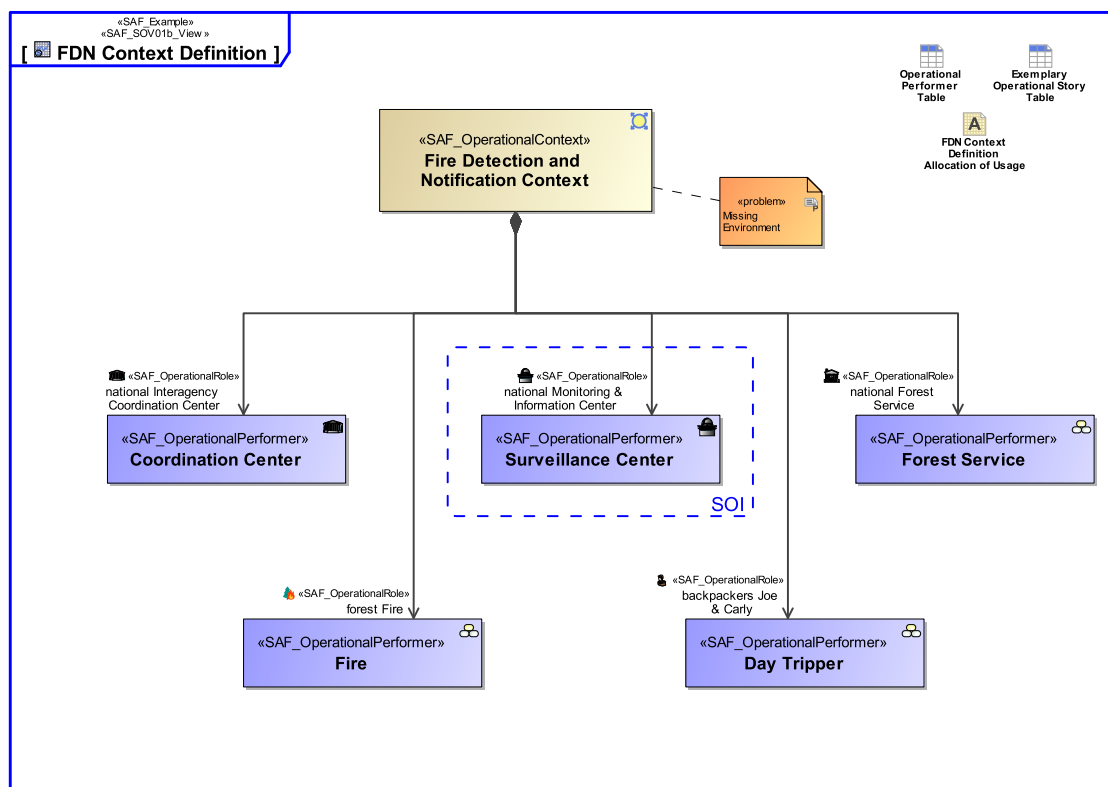 «SAF_Example»
«SAF_SOV01b_View »
[ FDN Context Definition ]
Operational
Performer
Table
Exemplary
Operational Story
Table
A
FDN Context
Definition
Allocation of Usage
«SAF_OperationalContext»
Fire Detection and
Notification Context
«problem»
P
Missing
Environment
«SAF_OperationalRole»
national Interagency
Coordination Center
«SAF_OperationalPerformer»
Coordination Center
«SAF_OperationalRole»
national Monitoring &
Information Center
«SAF_OperationalPerformer»
Surveillance Center
SOI
«SAF_OperationalRole»
national Forest
Service
«SAF_OperationalPerformer»
Forest Service
«SAF_OperationalRole»
forest Fire
«SAF_OperationalPerformer»
Fire
«SAF_OperationalRole»
backpackers Joe
& Carly
«SAF_OperationalPerformer»
Day Tripper